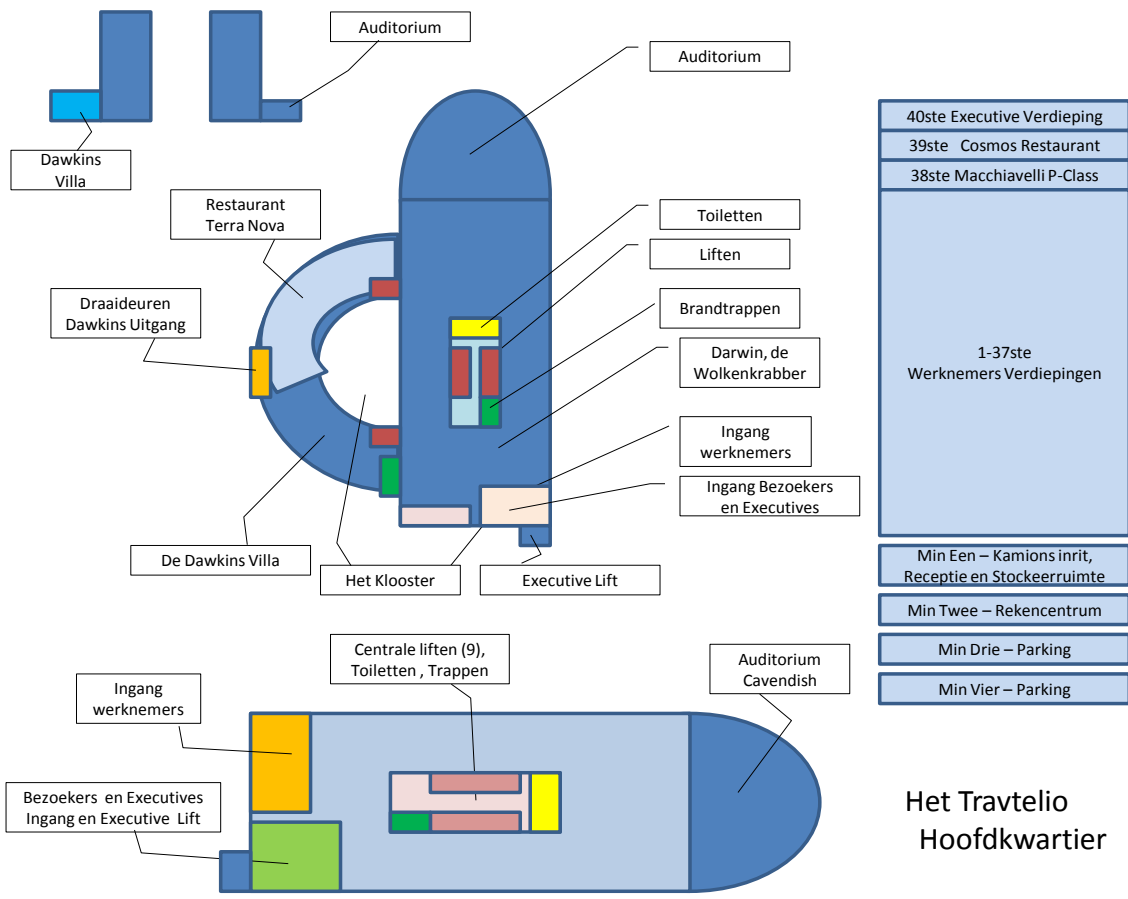 Auditorium
Auditorium
Dawkins
Villa
Restaurant
Terra Nova
Toiletten
Liften
Draaideuren
Dawkins Uitgang
Brandtrappen
Darwin, de
Wolkenkrabber
Ingang
werknemers
Ingang Bezoekers
en Executives
De Dawkins Villa
Het Klooster
Executive Lift
40ste Executive Verdieping
39ste Cosmos Restaurant
38ste Macchiavelli P-Class
1-37ste
Werknemers Verdiepingen
Min Een – Kamions inrit,
Receptie en Stockeerruimte
Min Twee – Rekencentrum
Min Drie – Parking
Min Vier – Parking
Centrale liften (9),
Toiletten , Trappen
Auditorium
Cavendish
Ingang
werknemers
Bezoekers en Executives
Ingang en Executive Lift
Het Travtelio
Hoofdkwartier